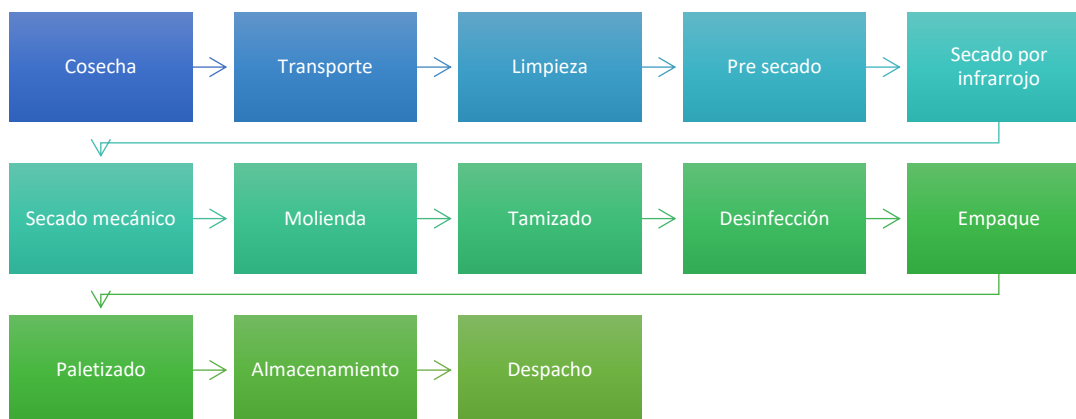 Cosecha
Transporte
Limpieza
Pre secado
Secado por
infrarrojo
Secado mecánico
Molienda
Tamizado
Desinfección
Empaque
Paletizado
Almacenamiento
Despacho